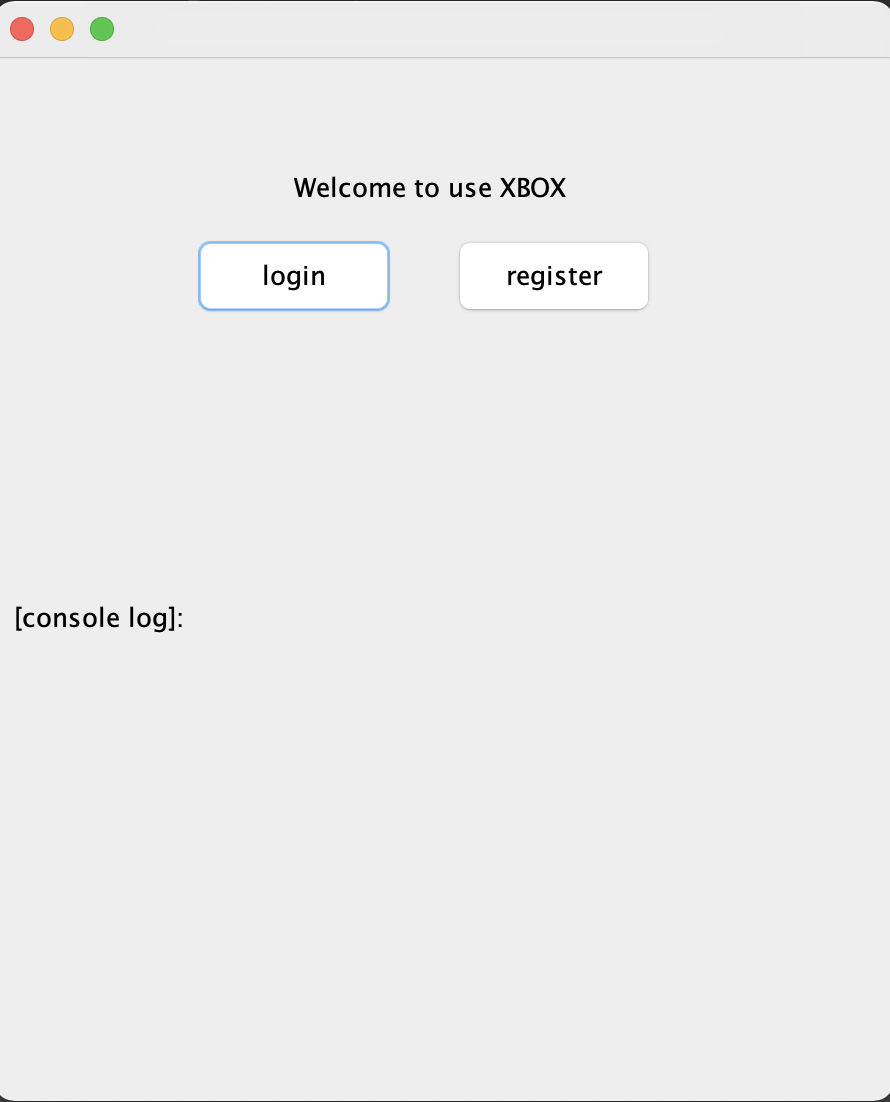 Welcome to use XBOX
login register
[console log]: